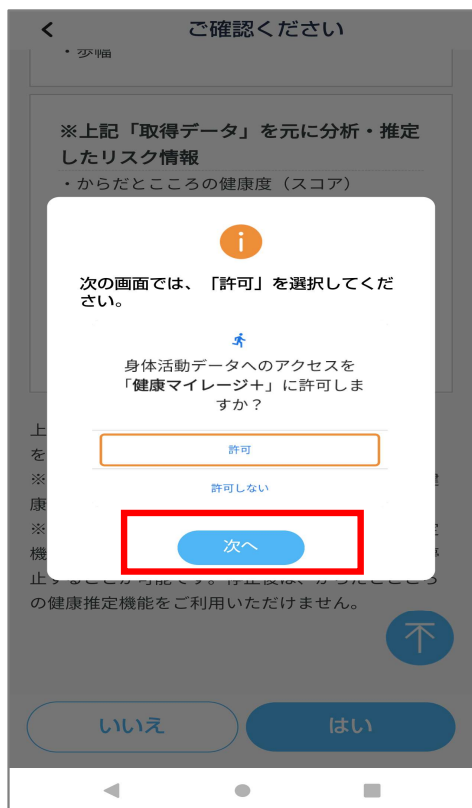 ご確認ください
・歩幅
※上記「取得データ」を元に分析・推定
したリスク情報
・からだとこころの健康度（スコア）
i
次の画面では、「許可」を選択してくだ
さい。
身体活動データへのアクセスを
「健康マイレージ＋」に許可しま
すか？
許可
許可しない
次へ
上
を
※
康
※
機
止することが可能です。停止後は、からだとこころ
の健康推定機能をご利用いただけません。
いいえ
はい